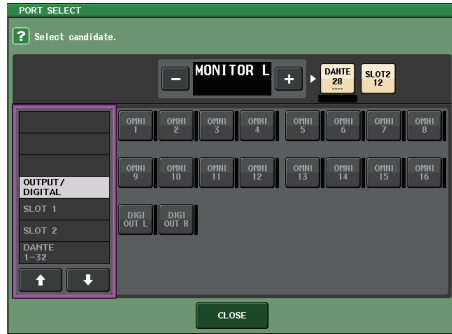 PORT SELECT
? Select candidate.
− MONITOR L + DANTE 28 ---- SLOT2 12
OMNI 1 OMNI 2 OMNI 3 OMNI 4 OMNI 5 OMNI 6 OMNI 7 OMNI 8
OMNI 9 OMNI 10 OMNI 11 OMNI 12 OMNI 13 OMNI 14 OMNI 15 OMNI 16
DIGI OUT L DIGI OUT R
OUTPUT/
DIGITAL
SLOT 1
SLOT 2
DANTE
1-32
CLOSE